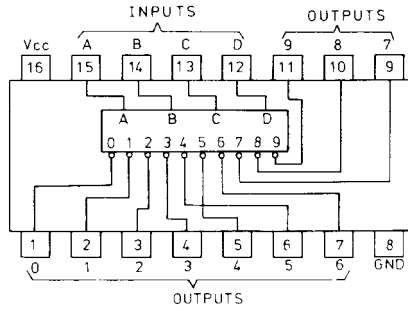 INPUTS OUTPUTS
Vcc A B C D 9 8 7
16 15 14 13 12 11 10 9
A B C D
0 1 2 3 4 5 6 7 8 9
1 2 3 4 5 6 7 8
0 1 2 3 4 5 6 GND
OUTPUTS